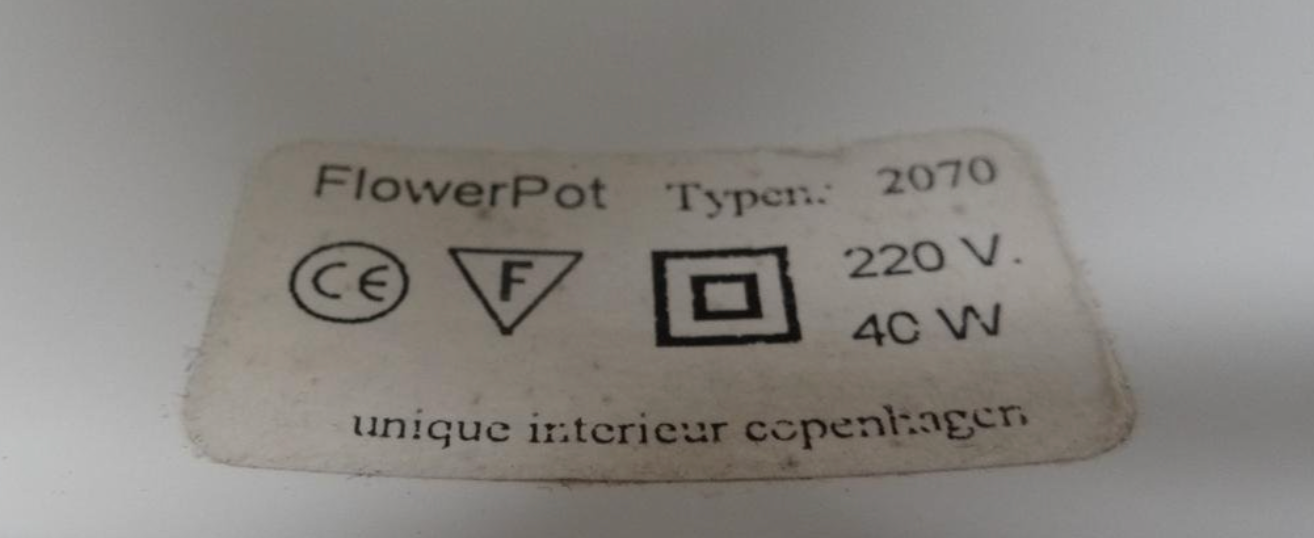 FlowerPot Typen.: 2070
CE F 220 V.
40 W
unique interieur copenhagen